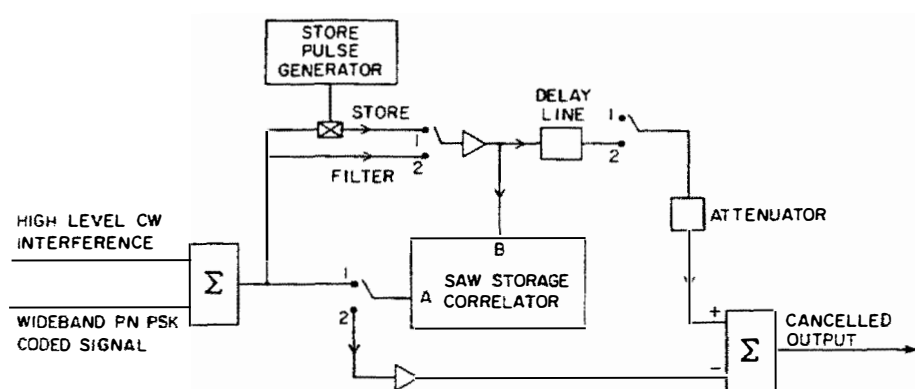 STORE
PULSE
GENERATOR
STORE
DELAY
LINE
1
1
2
2
FILTER
ATTENUATOR
HIGH LEVEL CW
INTERFERENCE
B
Σ
1
A
SAW STORAGE
CORRELATOR
WIDEBAND PN PSK
CODED SIGNAL
2
+
Σ
CANCELLED
OUTPUT
−